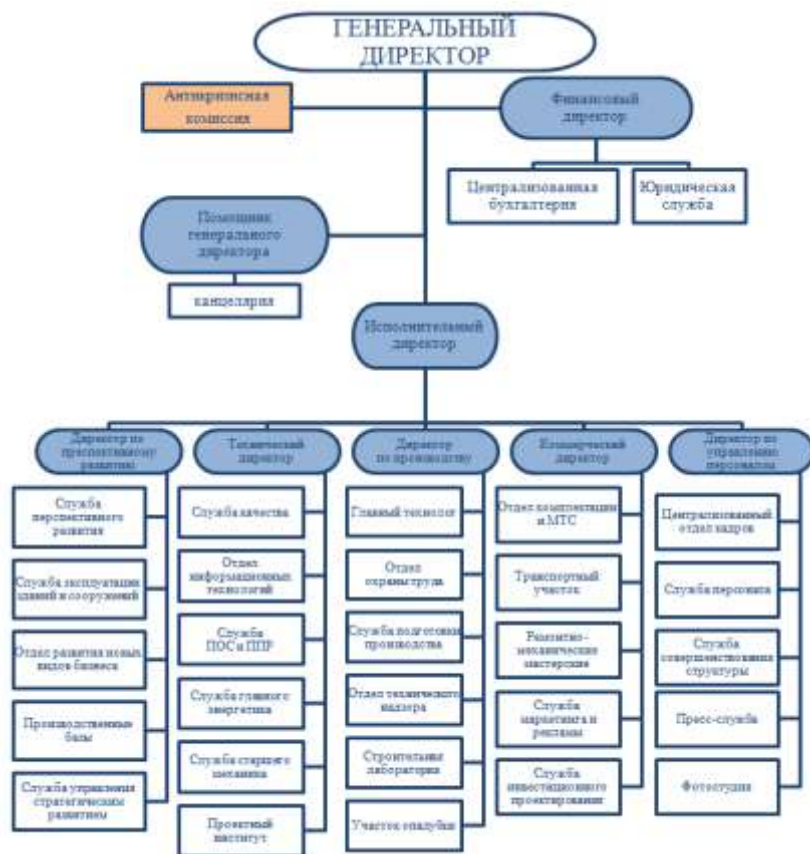 ГЕНЕРАЛЬНЫЙ
ДИРЕКТОР
Антикризисная
комиссия
Финансовый
директор
Централизованная
бухгалтерия
Юридическая
служба
Помощник
генерального
директора
канцелярия
Исполнительный
директор
Директор по
перспективному
развитию
Технический
директор
Директор
по производству
Коммерческий
директор
Директор по
управлению
персоналом
Служба
перспективного
развития
Служба эксплуатации
зданий и сооружений
Отдел развития новых
видов бизнеса
Производственные
базы
Служба управления
стратегическим
развитием
Служба качества
Отдел
информационных
технологий
Служба
ПОС и ППР
Служба главного
энергетика
Служба старшего
механика
Проектный
институт
Главный технолог
Отдел
охраны труда
Служба подготовки
производства
Отдел технического
надзора
Строительная
лаборатория
Участок опалубки
Отдел комплектации
и МТС
Транспортный
участок
Ремонтно-
механические
мастерские
Служба
маркетинга и
рекламы
Служба
инвестиционного
проектирования
Централизованный
отдел кадров
Служба персонала
Служба
совершенствования
структуры
Пресс-служба
Фотостудия